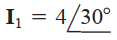 I₁ = 4∠30°